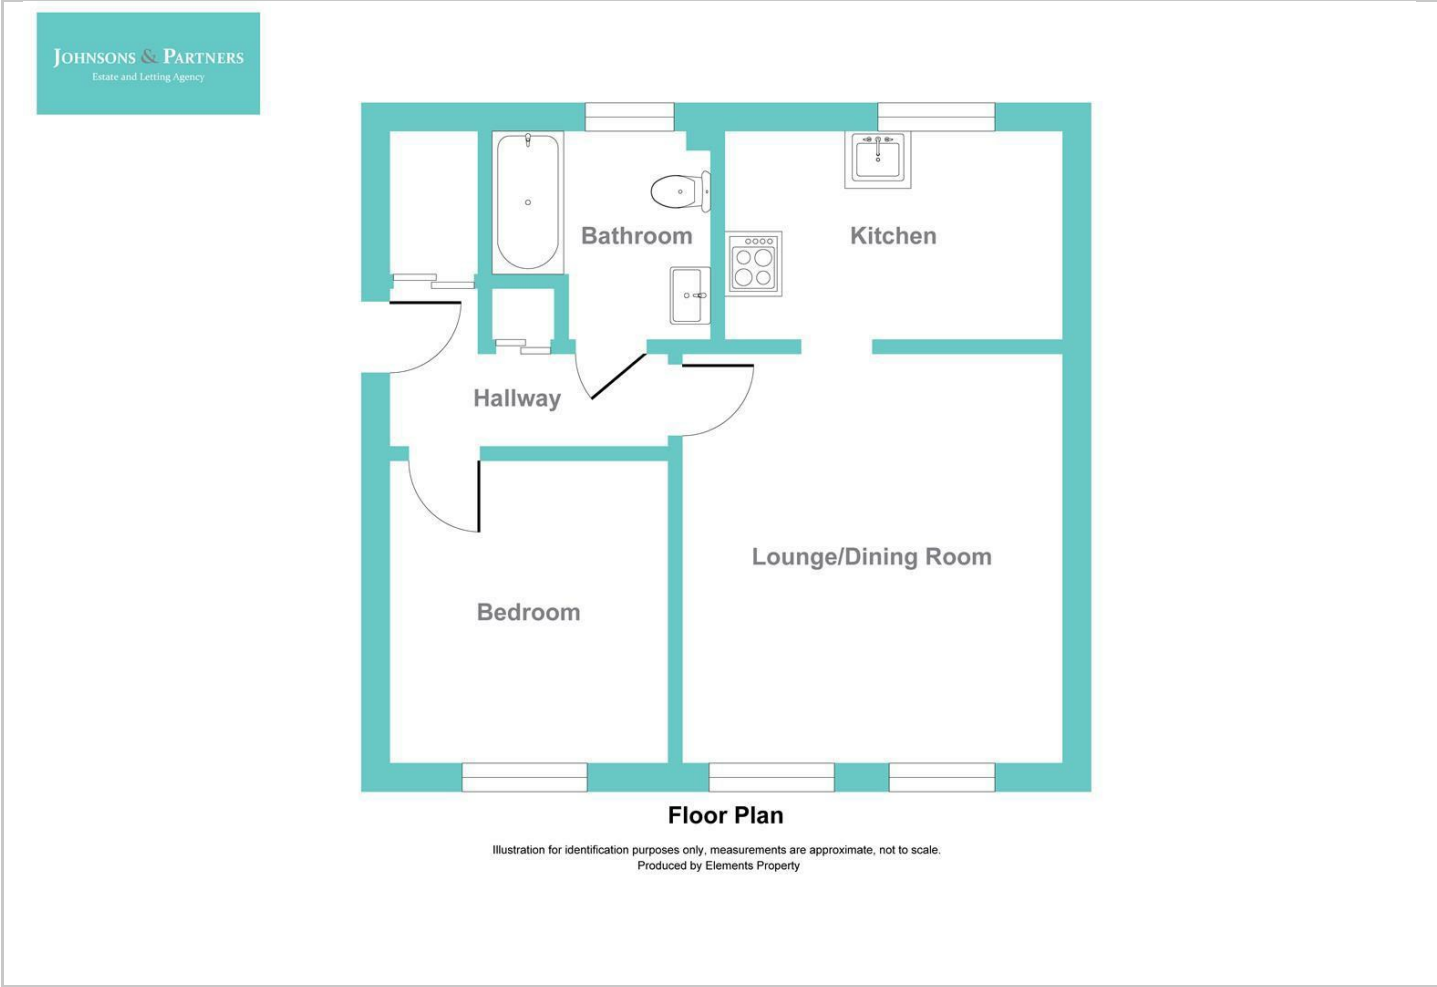 JOHNSONS & PARTNERS
Estate and Letting Agency
Bathroom
Kitchen
Hallway
Lounge/Dining Room
Bedroom
Floor Plan
Illustration for identification purposes only, measurements are approximate, not to scale.
Produced by Elements Property